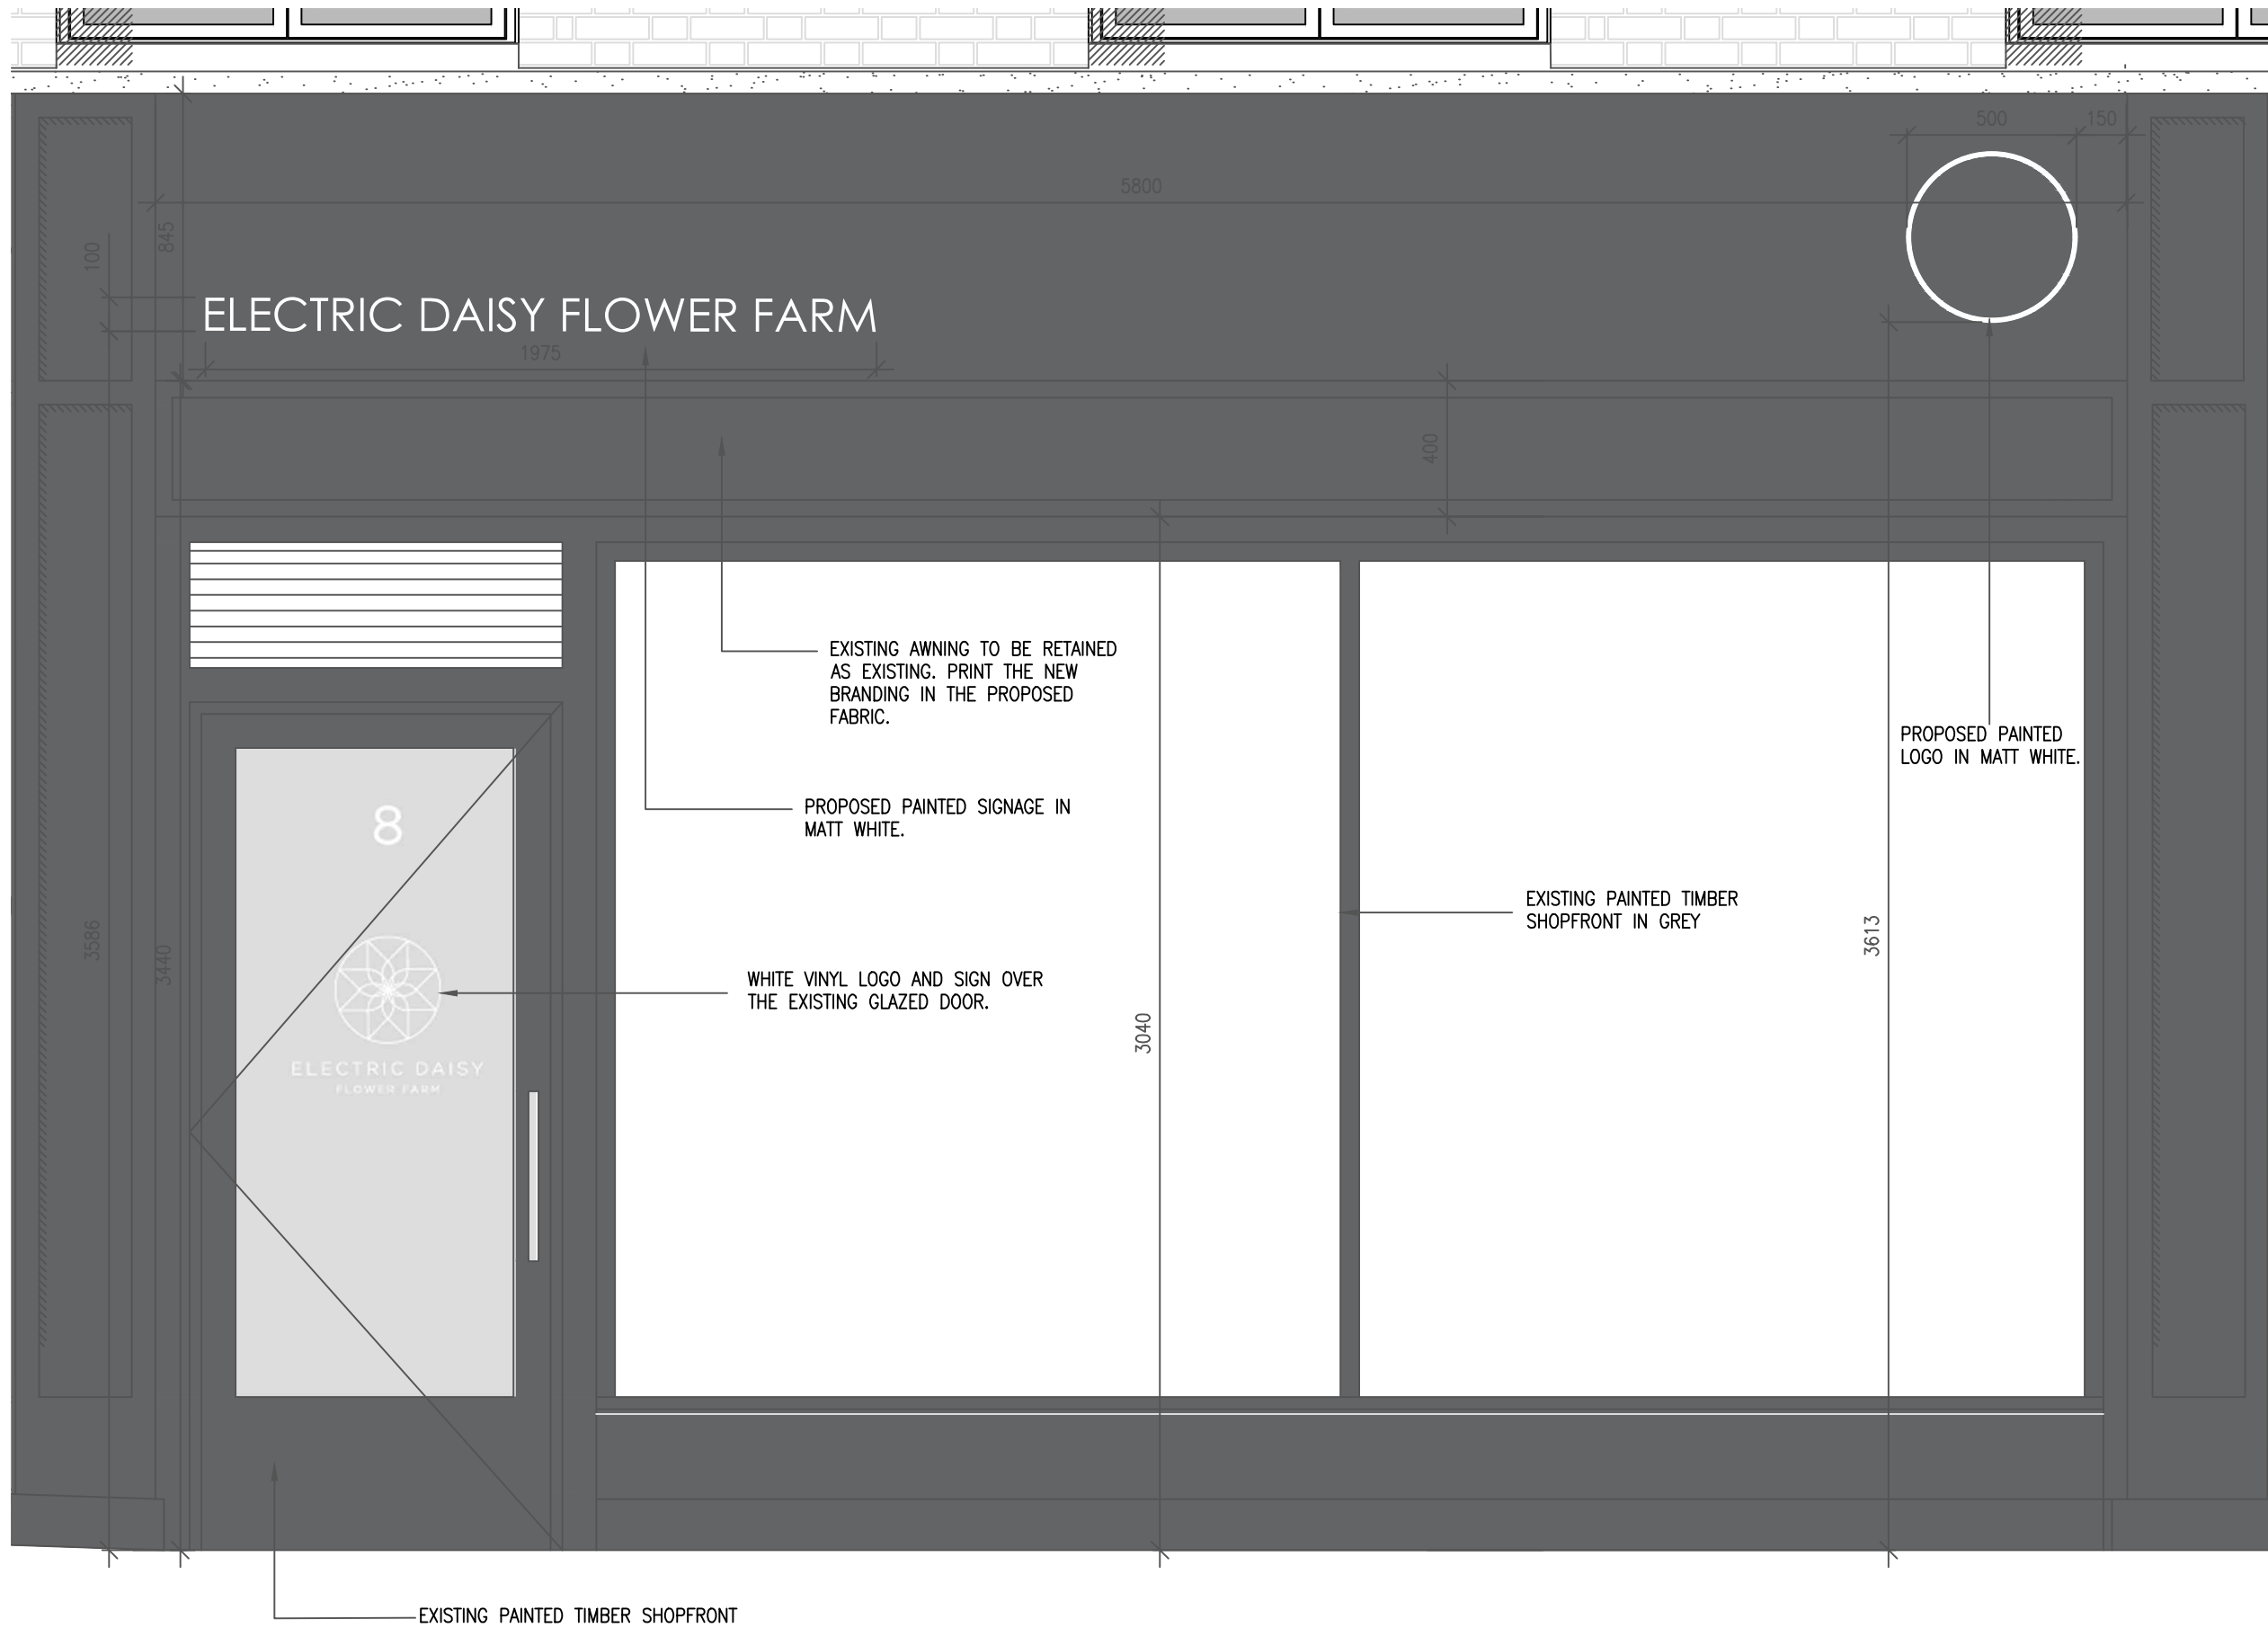 500
150
5800
845
100
ELECTRIC DAISY FLOWER FARM
1975
400
EXISTING AWNING TO BE RETAINED
AS EXISTING. PRINT THE NEW
BRANDING IN THE PROPOSED
FABRIC.
PROPOSED PAINTED
LOGO IN MATT WHITE.
PROPOSED PAINTED SIGNAGE IN
MATT WHITE.
8
EXISTING PAINTED TIMBER
SHOPFRONT IN GREY
3586
3440
3613
WHITE VINYL LOGO AND SIGN OVER
THE EXISTING GLAZED DOOR.
3040
ELECTRIC DAISY
FLOWER FARM
EXISTING PAINTED TIMBER SHOPFRONT